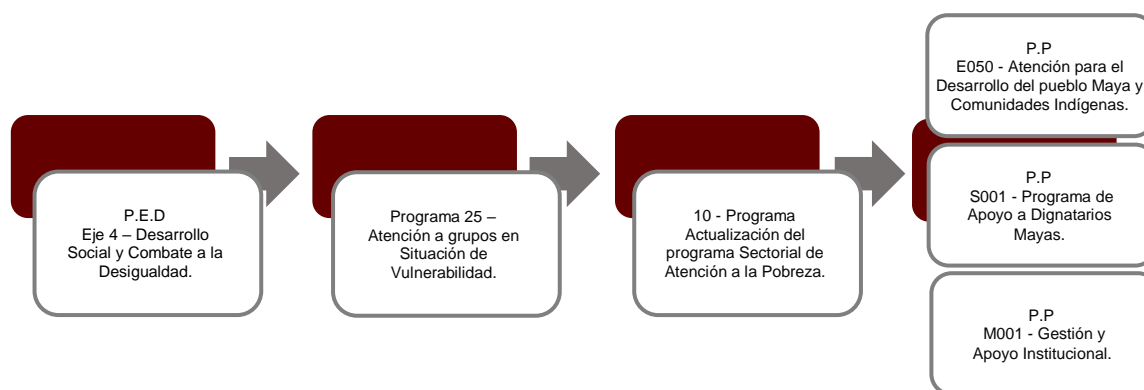 P.E.D
Eje 4 – Desarrollo
Social y Combate a la
Desigualdad.
Programa 25 –
Atención a grupos en
Situación de
Vulnerabilidad.
10 - Programa
Actualización del
programa Sectorial de
Atención a la Pobreza.
P.P
E050 - Atención para el
Desarrollo del pueblo Maya y
Comunidades Indígenas.
P.P
S001 - Programa de
Apoyo a Dignatarios
Mayas.
P.P
M001 - Gestión y
Apoyo Institucional.